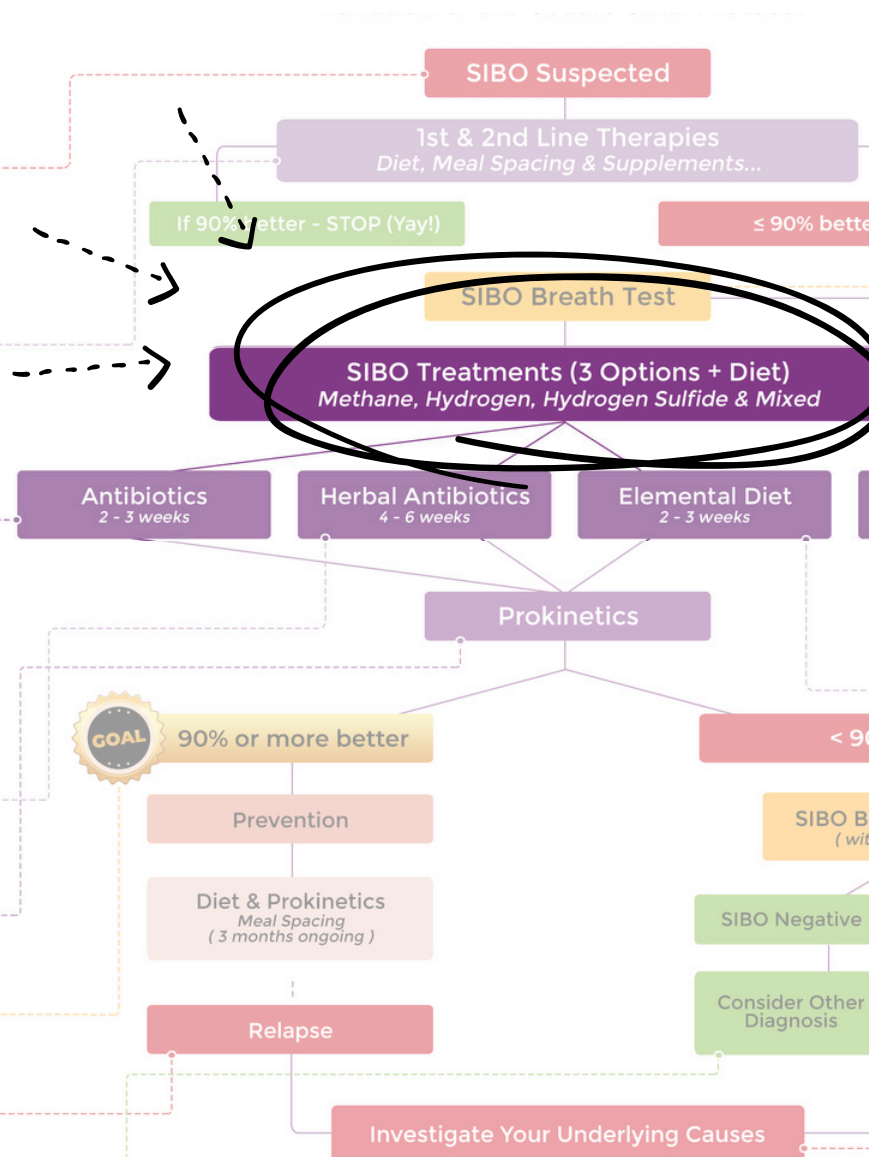 SIBO Suspected
1st & 2nd Line Therapies
Diet, Meal Spacing & Supplements...
If 90% better - STOP (Yay!)
≤ 90% bette
SIBO Breath Test
SIBO Treatments (3 Options + Diet)
Methane, Hydrogen, Hydrogen Sulfide & Mixed
Antibiotics
2 - 3 weeks
Herbal Antibiotics
4 - 6 weeks
Elemental Diet
2 - 3 weeks
Prokinetics
GOAL
90% or more better
< 90
Prevention
SIBO B
( wit
Diet & Prokinetics
Meal Spacing
( 3 months ongoing )
SIBO Negative
Consider Other
Diagnosis
Relapse
Investigate Your Underlying Causes